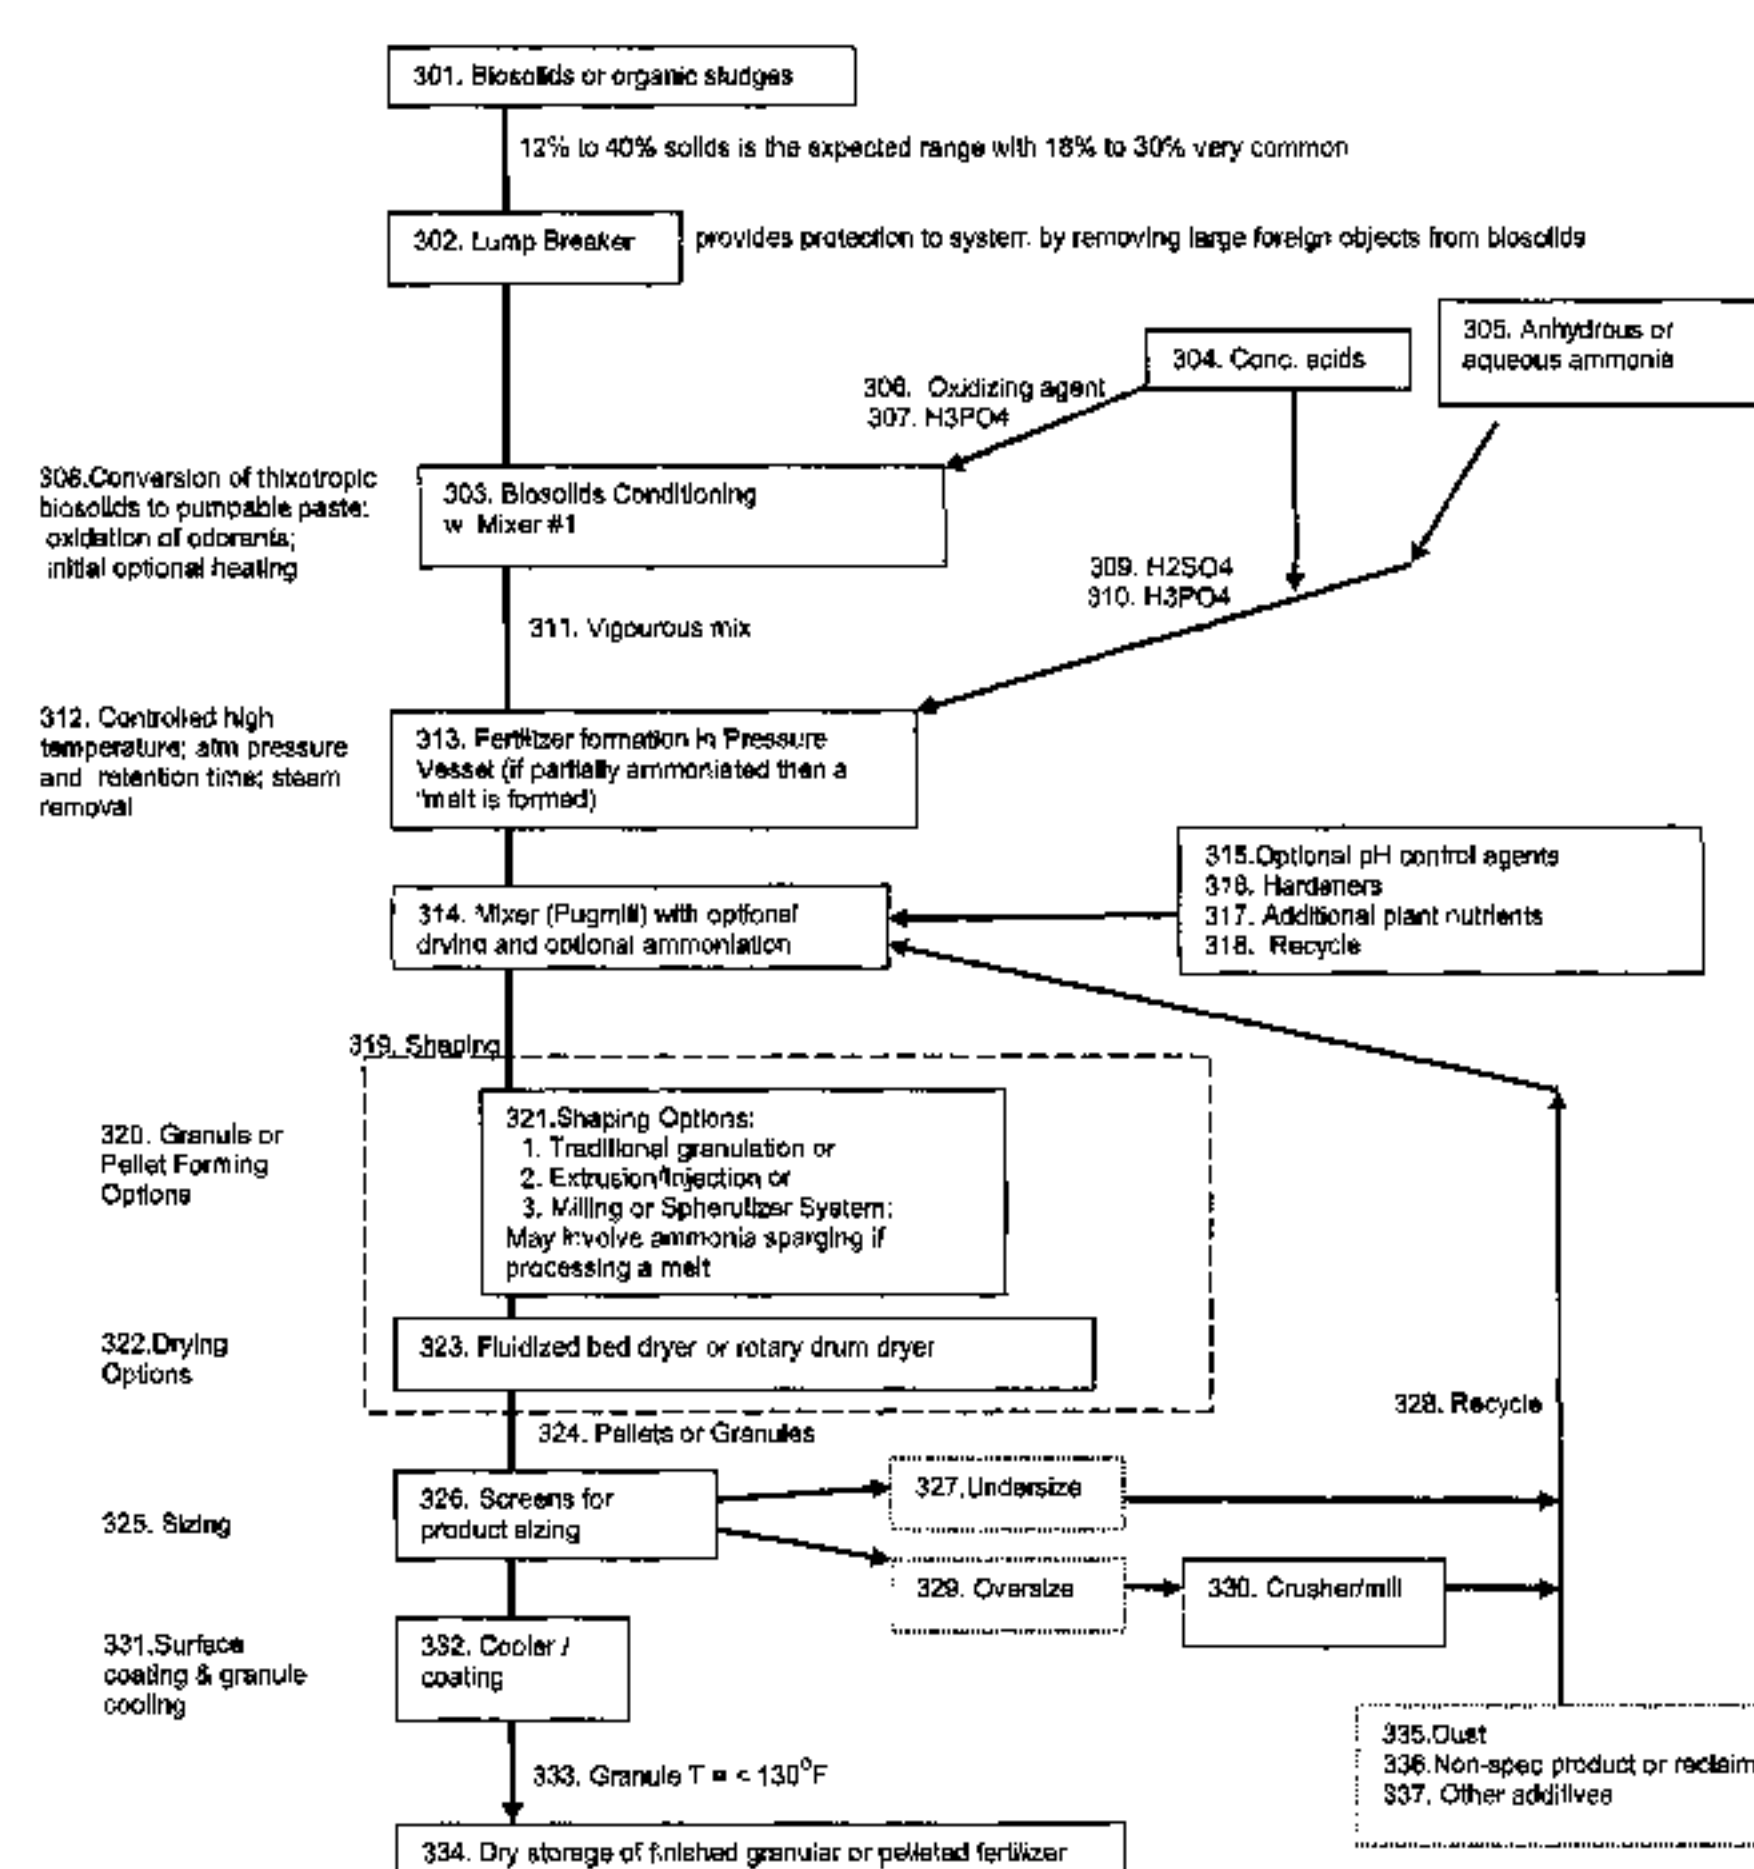 301. Biosolids or organic sludges
12% to 40% solids is the expected range with 18% to 30% very common
302. Lump Breaker
provides protection to system by removing large foreign objects from biosolids
304. Conc. acids
305. Anhydrous or
aqueous ammonia
306. Oxidizing agent
307. H3PO4
308.Conversion of thixotropic
biosolids to pumpable paste;
oxidation of odorants;
initial optional heating
303. Biosolids Conditioning
w Mixer #1
309. H2SO4
310. H3PO4
311. Vigourous mix
312. Controlled high
temperature; atm pressure
and retention time; steam
removal
313. Fertilizer formation in Pressure
Vessel (if partially ammoniated then a
"melt is formed)
314. Mixer (Pugmill) with optional
drying and optional ammoniation
315.Optional pH control agents
316. Hardeners
317. Additional plant nutrients
318. Recycle
319. Shaping
320. Granule or
Pellet Forming
Options
321.Shaping Options:
1. Traditional granulation or
2. Extrusion/Injection or
3. Milling or Spherulizer System:
May involve ammonia sparging if
processing a melt
322.Drying
Options
323. Fluidized bed dryer or rotary drum dryer
324. Pellets or Granules
328. Recycle
325. Sizing
326. Screens for
product sizing
327.Undersize
329. Oversize
330. Crusher/mill
331.Surface
coating & granule
cooling
332. Cooler /
coating
333. Granule T = < 130°F
335.Dust
336.Non-spec product or reclaim
337. Other additives
334. Dry storage of finished granular or pelleted fertilizer